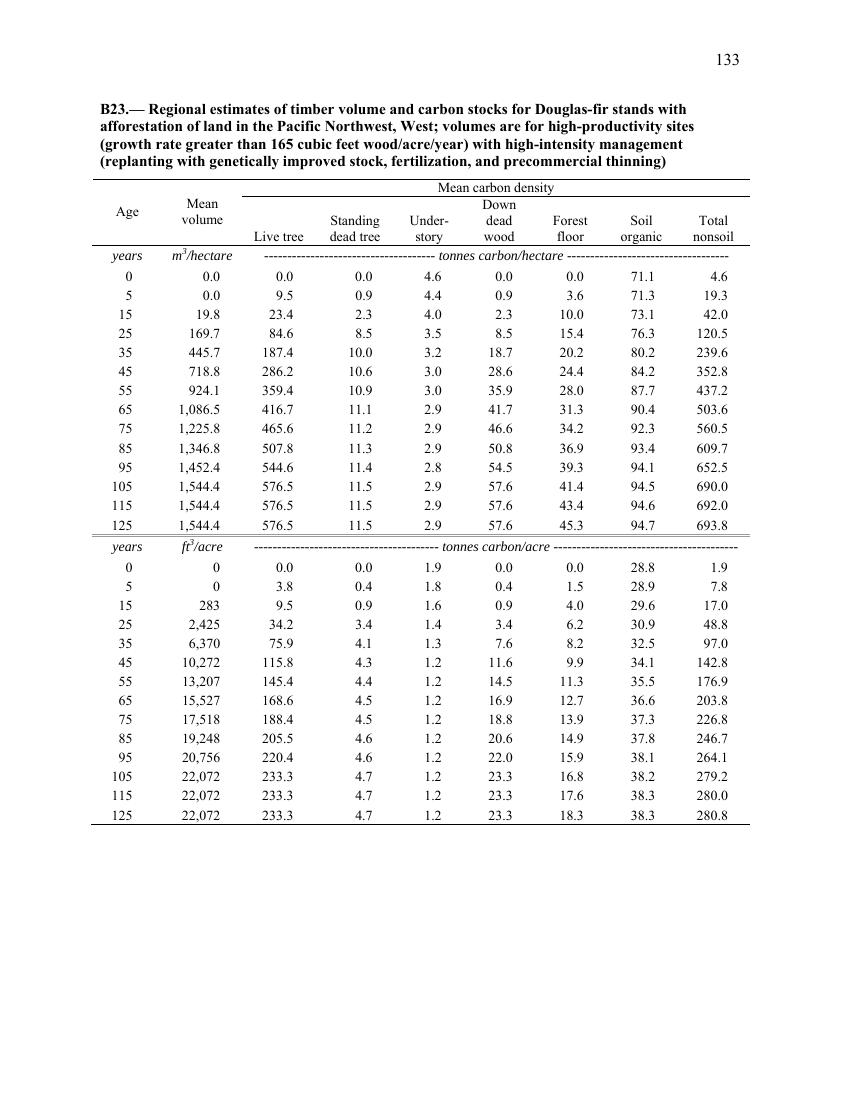 133
B23.— Regional estimates of timber volume and carbon stocks for Douglas-fir stands with
afforestation of land in the Pacific Northwest, West; volumes are for high-productivity sites
(growth rate greater than 165 cubic feet wood/acre/year) with high-intensity management
(replanting with genetically improved stock, fertilization, and precommercial thinning)
Mean carbon density
Age Mean volume Live tree Standing dead tree Under-story Down dead wood Forest floor Soil organic Total nonsoil
years m³/hectare ------------------------------------- tonnes carbon/hectare -----------------------------------
0 0.0 0.0 0.0 4.6 0.0 0.0 71.1 4.6
5 0.0 9.5 0.9 4.4 0.9 3.6 71.3 19.3
15 19.8 23.4 2.3 4.0 2.3 10.0 73.1 42.0
25 169.7 84.6 8.5 3.5 8.5 15.4 76.3 120.5
35 445.7 187.4 10.0 3.2 18.7 20.2 80.2 239.6
45 718.8 286.2 10.6 3.0 28.6 24.4 84.2 352.8
55 924.1 359.4 10.9 3.0 35.9 28.0 87.7 437.2
65 1,086.5 416.7 11.1 2.9 41.7 31.3 90.4 503.6
75 1,225.8 465.6 11.2 2.9 46.6 34.2 92.3 560.5
85 1,346.8 507.8 11.3 2.9 50.8 36.9 93.4 609.7
95 1,452.4 544.6 11.4 2.8 54.5 39.3 94.1 652.5
105 1,544.4 576.5 11.5 2.9 57.6 41.4 94.5 690.0
115 1,544.4 576.5 11.5 2.9 57.6 43.4 94.6 692.0
125 1,544.4 576.5 11.5 2.9 57.6 45.3 94.7 693.8
years ft³/acre ---------------------------------------- tonnes carbon/acre ----------------------------------------
0 0 0.0 0.0 1.9 0.0 0.0 28.8 1.9
5 0 3.8 0.4 1.8 0.4 1.5 28.9 7.8
15 283 9.5 0.9 1.6 0.9 4.0 29.6 17.0
25 2,425 34.2 3.4 1.4 3.4 6.2 30.9 48.8
35 6,370 75.9 4.1 1.3 7.6 8.2 32.5 97.0
45 10,272 115.8 4.3 1.2 11.6 9.9 34.1 142.8
55 13,207 145.4 4.4 1.2 14.5 11.3 35.5 176.9
65 15,527 168.6 4.5 1.2 16.9 12.7 36.6 203.8
75 17,518 188.4 4.5 1.2 18.8 13.9 37.3 226.8
85 19,248 205.5 4.6 1.2 20.6 14.9 37.8 246.7
95 20,756 220.4 4.6 1.2 22.0 15.9 38.1 264.1
105 22,072 233.3 4.7 1.2 23.3 16.8 38.2 279.2
115 22,072 233.3 4.7 1.2 23.3 17.6 38.3 280.0
125 22,072 233.3 4.7 1.2 23.3 18.3 38.3 280.8